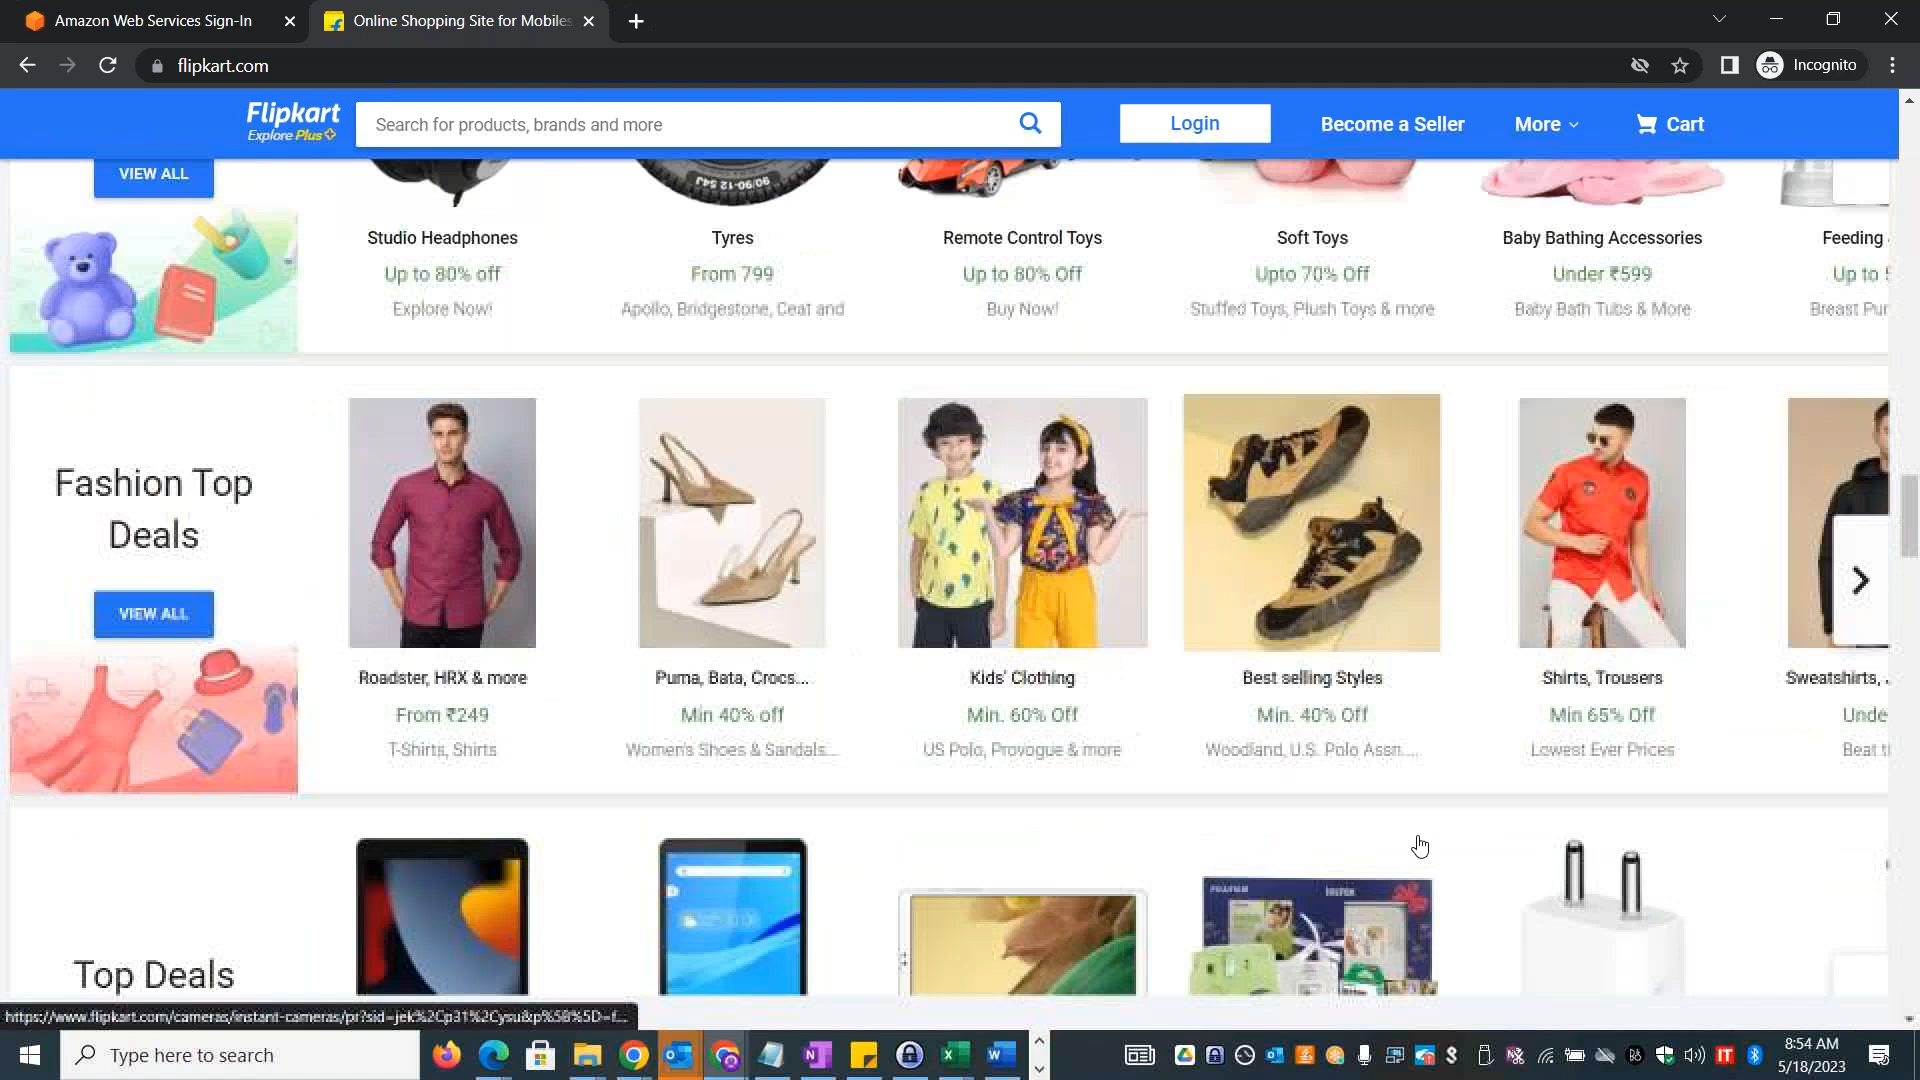 Amazon Web Services Sign-In
Online Shopping Site for Mobiles
flipkart.com
Incognito
Flipkart
Explore Plus
Search for products, brands and more
Login
Become a Seller
More
Cart
VIEW ALL
90/90-12 54J
Studio Headphones
Tyres
Remote Control Toys
Soft Toys
Baby Bathing Accessories
Feeding
Up to 80% off
From 799
Up to 80% Off
Upto 70% Off
Under ₹599
Up to
Explore Now!
Apollo, Bridgestone, Ceat and
Buy Now!
Stuffed Toys, Plush Toys & more
Baby Bath Tubs & More
Breast Pu
Fashion Top
Deals
VIEW ALL
Roadster, HRX & more
Puma, Bata, Crocs...
Kids' Clothing
Best selling Styles
Shirts, Trousers
Sweatshirts,
From ₹249
Min 40% off
Min. 60% Off
Min. 40% Off
Min 65% Off
Unde
T-Shirts, Shirts
Women's Shoes & Sandals...
US Polo, Provogue & more
Woodland, U.S. Polo Assn....
Lowest Ever Prices
Beat t
FUJIFILM
instax
Top Deals
https://www.flipkart.com/cameras/instant-cameras/pr?sid=jek%2Cp31%2Cysu&p%5B%5D=f...
Type here to search
8:54 AM
5/18/2023